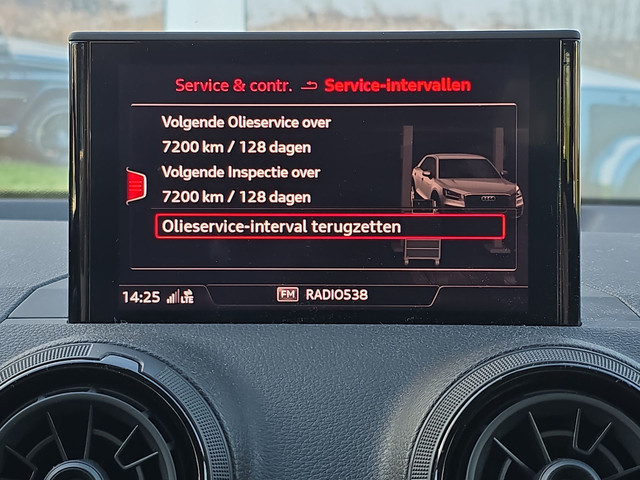 Service & contr. Service-intervallen
Volgende Olieservice over
7200 km / 128 dagen
Volgende Inspectie over
7200 km / 128 dagen
Olieservice-interval terugzetten
14:25 LTE FM RADIO538